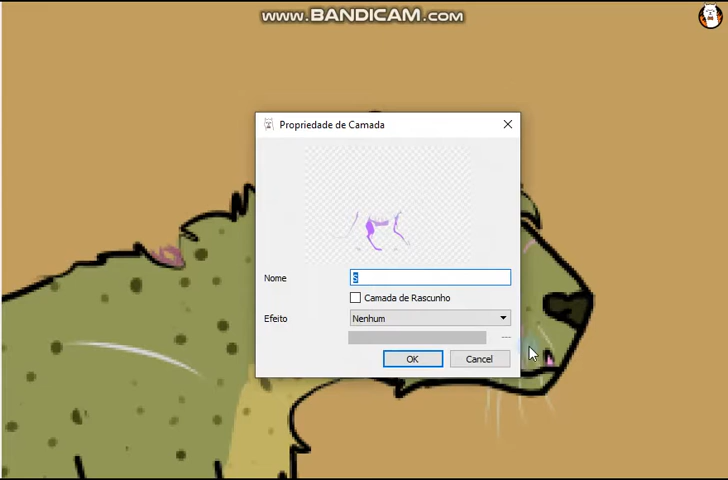 www.BANDICAM.com
Propriedade de Camada
Nome
S
Camada de Rascunho
Efeito
Nenhum
---
OK
Cancel